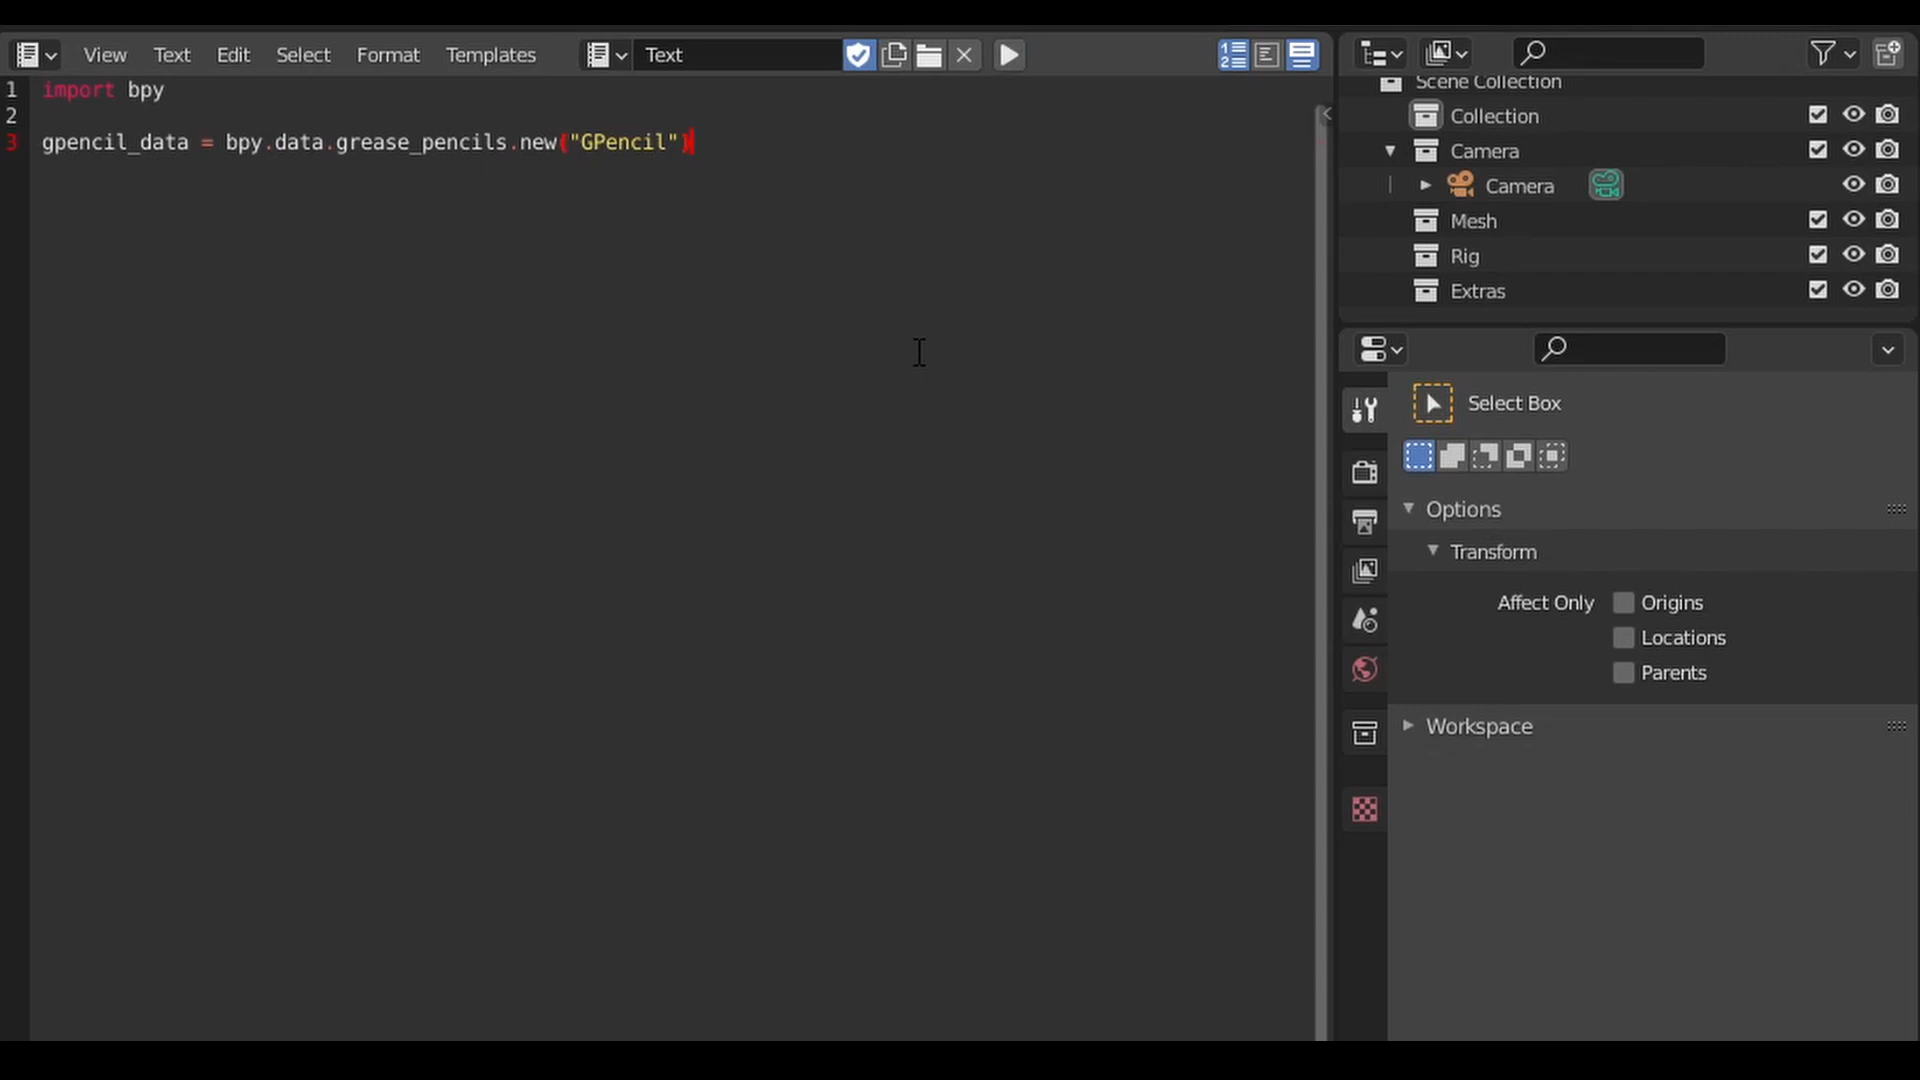 View Text Edit Select Format Templates Text
1 import bpy
2
3 gpencil_data = bpy.data.grease_pencils.new("GPencil")
Scene Collection
Collection
Camera
Camera
Mesh
Rig
Extras
Select Box
Options
Transform
Affect Only Origins
Locations
Parents
Workspace